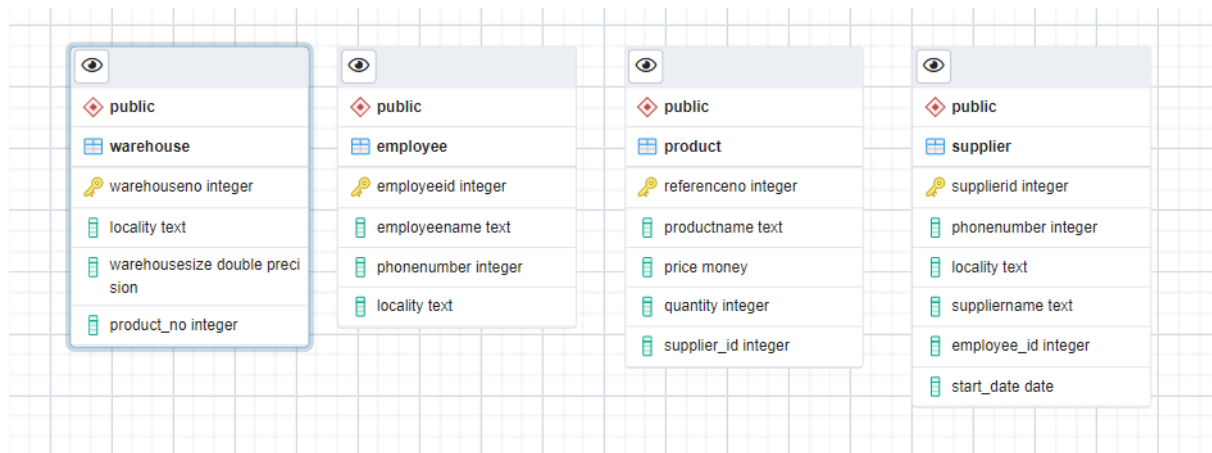 public
warehouse
warehouseno integer
locality text
warehousesize double preci
sion
product_no integer
public
employee
employeeid integer
employeename text
phonenumber integer
locality text
public
product
referenceno integer
productname text
price money
quantity integer
supplier_id integer
public
supplier
supplierid integer
phonenumber integer
locality text
suppliername text
employee_id integer
start_date date